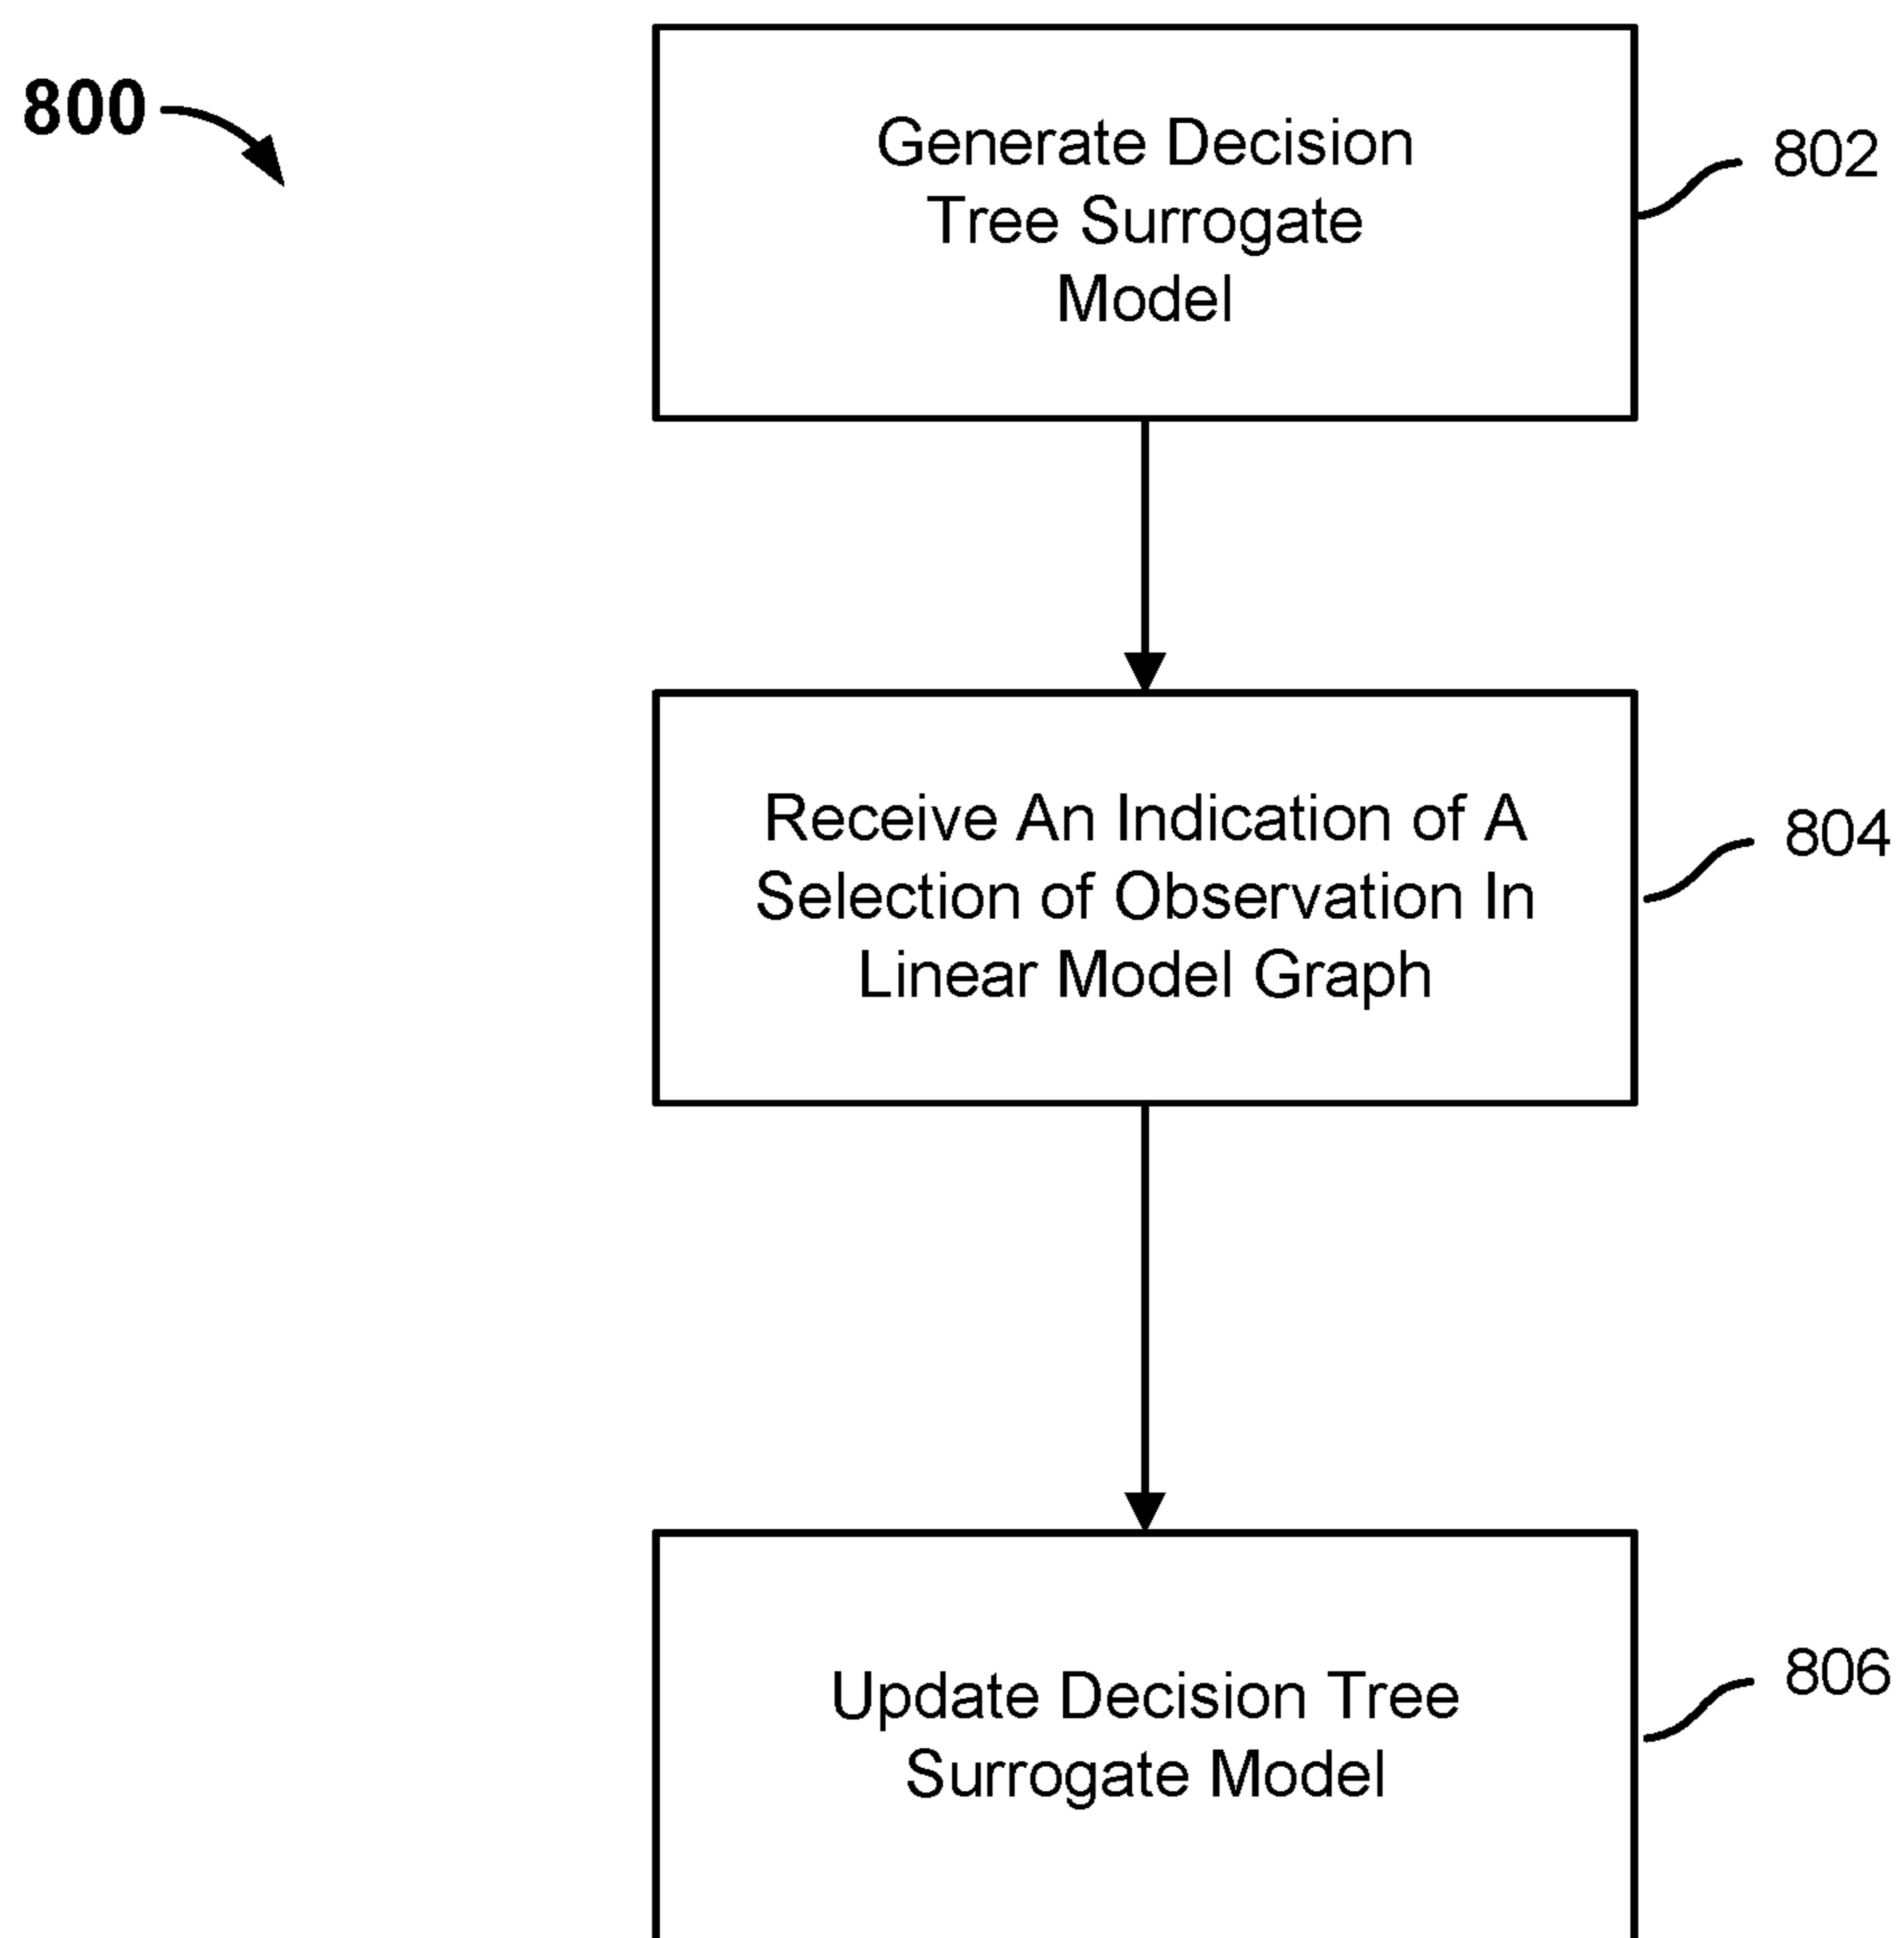 800
Generate Decision
Tree Surrogate
Model
802
Receive An Indication of A
Selection of Observation In
Linear Model Graph
804
Update Decision Tree
Surrogate Model
806